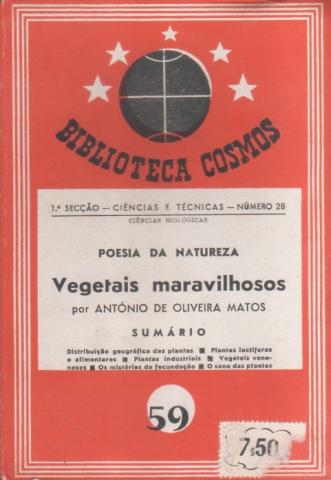 BIBLIOTECA COSMOS
1.ª SECÇÃO — CIÊNCIAS E TÉCNICAS — NÚMERO 28
CIÊNCIAS BIOLÓGICAS
POESIA DA NATUREZA
Vegetais maravilhosos
por ANTÓNIO DE OLIVEIRA MATOS
SUMÁRIO
Distribuição geográfica das plantas ■ Plantas lactíferas
e alimentares ■ Plantas industriais ■ Vegetais vene-
nosos ■ Os mistérios da fecundação ■ O sono das plantas
59
7$50